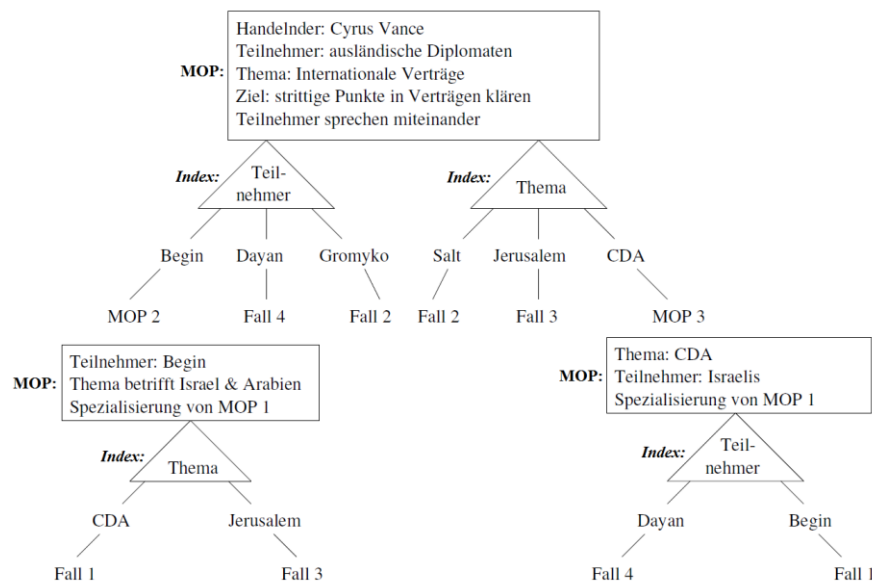 Handelnder: Cyrus Vance
Teilnehmer: ausländische Diplomaten
MOP: Thema: Internationale Verträge
Ziel: strittige Punkte in Verträgen klären
Teilnehmer sprechen miteinander
Index: Teil-
nehmer
Index: Thema
Begin Dayan Gromyko Salt Jerusalem CDA
MOP 2 Fall 4 Fall 2 Fall 2 Fall 3 MOP 3
Teilnehmer: Begin
MOP: Thema betrifft Israel & Arabien
Spezialisierung von MOP 1
Index: Thema
CDA Jerusalem
Fall 1 Fall 3
Thema: CDA
MOP: Teilnehmer: Israelis
Spezialisierung von MOP 1
Index: Teil-
nehmer
Dayan Begin
Fall 4 Fall 1